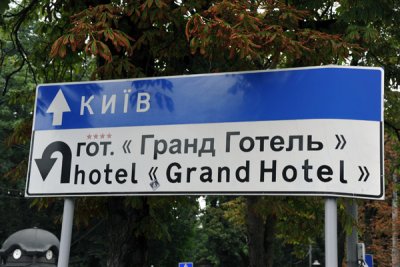 КИЇВ
гот. « Гранд Готель »
hotel « Grand Hotel »